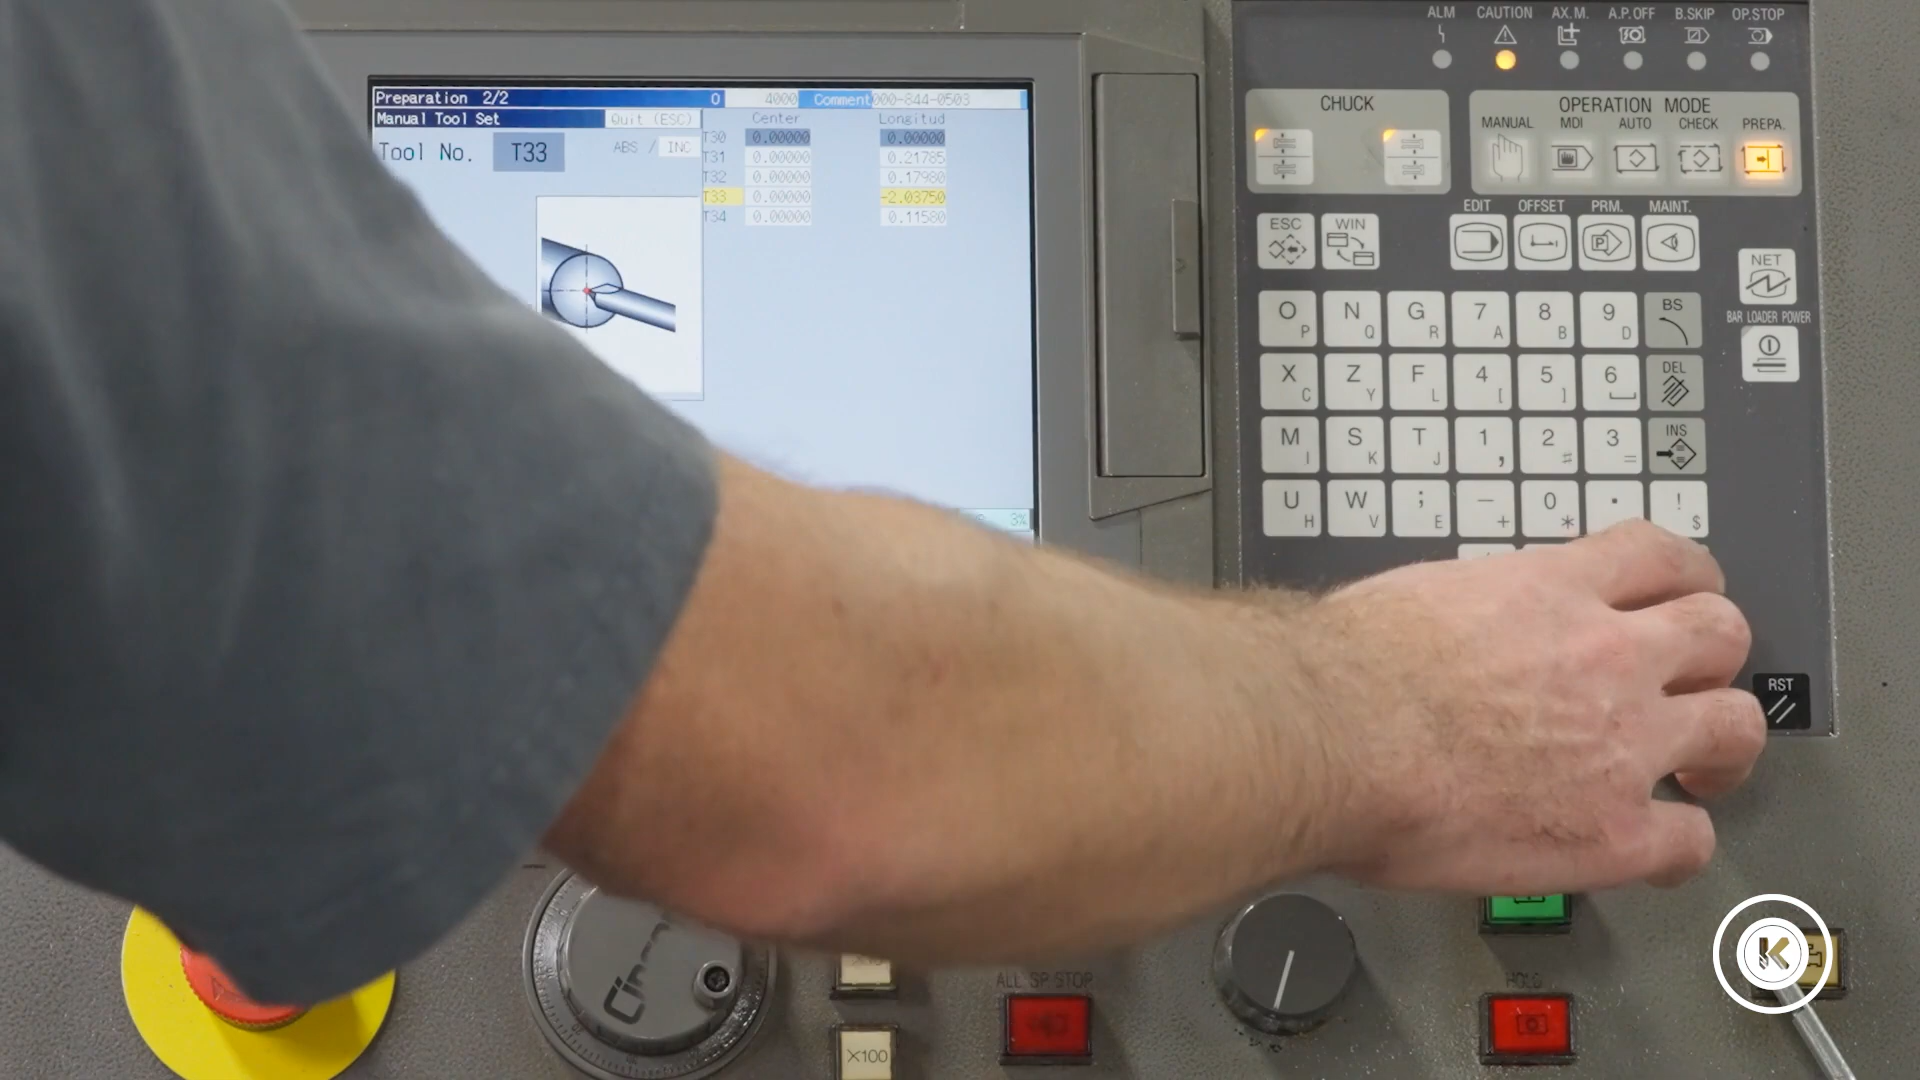 ALM CAUTION AX.M. A.P.OFF B.SKIP OP.STOP
Preparation 2/2 O 4000 Comment 000-844-0503
Manual Tool Set Quit (ESC) Center Longitud
Tool No. T33 ABS / INC
T30 0.00000 0.00000
T31 0.00000 0.21785
T32 0.00000 0.17980
T33 0.00000 -2.03750
T34 0.00000 0.11580
3%
CHUCK
OPERATION MODE
MANUAL MDI AUTO CHECK PREPA.
EDIT OFFSET PRM. MAINT.
ESC WIN
P
NET
BAR LOADER POWER
O P N Q G R 7 A 8 B 9 D BS
X C Z Y F L 4 [ 5 ] 6 DEL
M I S K T J 1 , 2 # 3 = INS
U H W V ; E - + 0 * . ! $
RST
ALL SP STOP
HOLD
X100
K